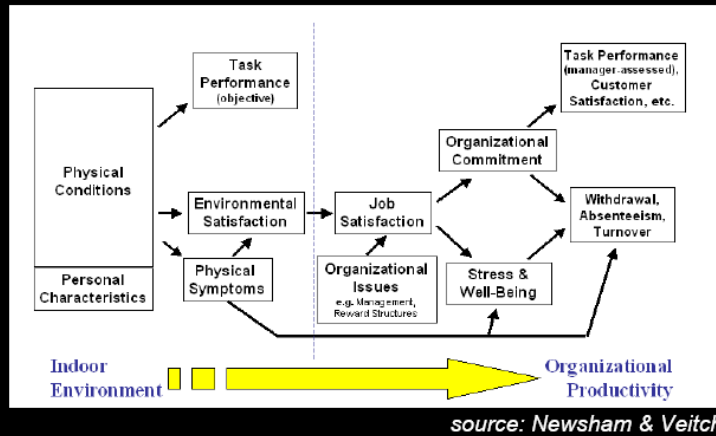 Task
Performance
(objective)
Task Performance
(manager-assessed),
Customer
Satisfaction, etc.
Physical
Conditions
Organizational
Commitment
Environmental
Satisfaction
Job
Satisfaction
Withdrawal,
Absenteeism,
Turnover
Personal
Characteristics
Physical
Symptoms
Organizational
Issues
e.g. Management,
Reward Structures
Stress &
Well-Being
Indoor
Environment
Organizational
Productivity
source: Newsham & Veitch